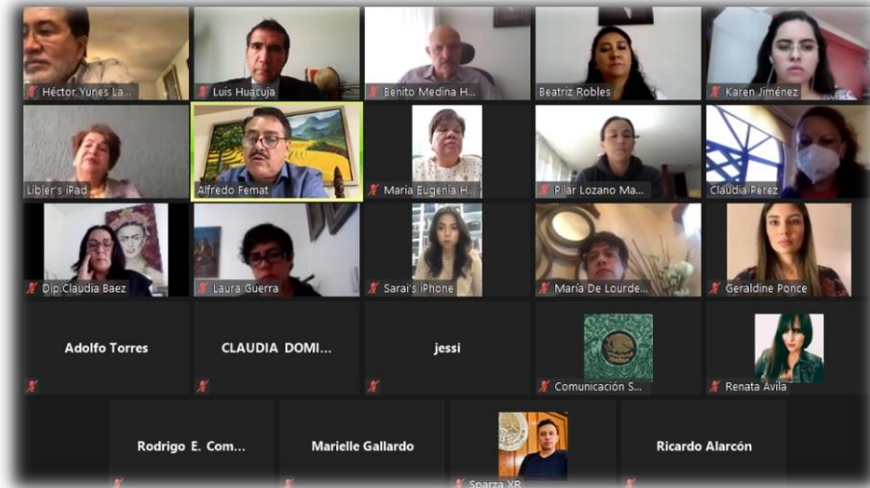 Héctor Yunes La...
Luis Huacuja
Benito Medina H...
Beatriz Robles
Karen Jiménez
Libier's iPad
Alfredo Femat
Maria Eugenia H...
Pilar Lozano Ma...
Claudia Perez
Dip.Claudia Baez
Laura Guerra
Sarai's iPhone
María De Lourde...
Geraldine Ponce
Adolfo Torres
CLAUDIA DOMI...
jessi
Comunicación S...
Renata Avila
Rodrigo E. Com...
Marielle Gallardo
Sparza XR
Ricardo Alarcón